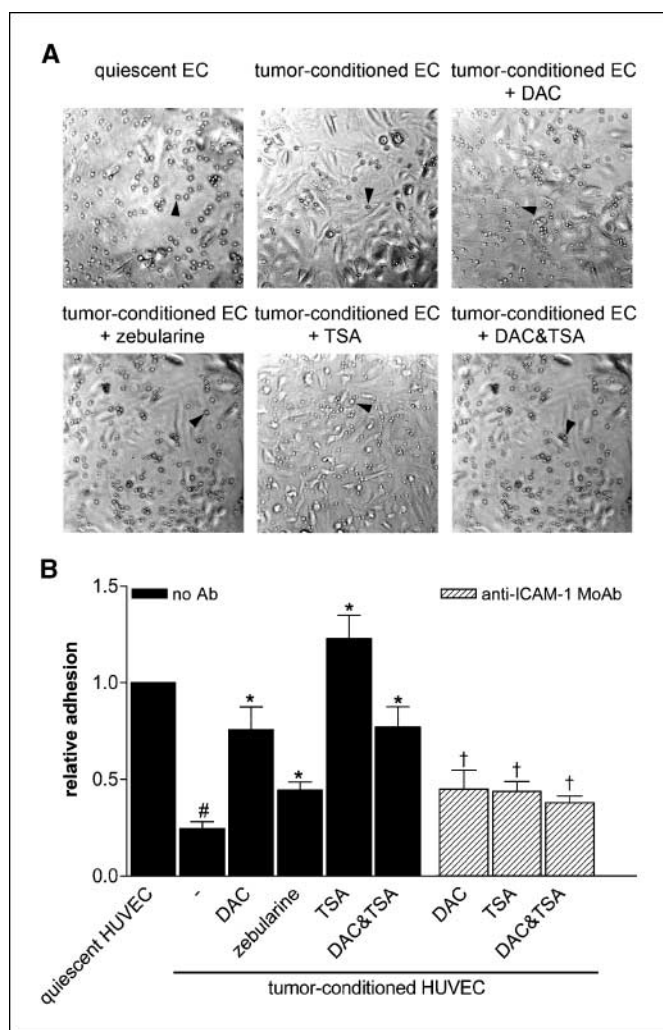 A
quiescent EC
tumor-conditioned EC
tumor-conditioned EC
+ DAC
tumor-conditioned EC
+ zebularine
tumor-conditioned EC
+ TSA
tumor-conditioned EC
+ DAC&TSA
B
no Ab
anti-ICAM-1 MoAb
relative adhesion
1.5
1.0
0.5
0.0
#
*
*
*
*
†
†
†
quiescent HUVEC
-
DAC
zebularine
TSA
DAC&TSA
DAC
TSA
DAC&TSA
tumor-conditioned HUVEC